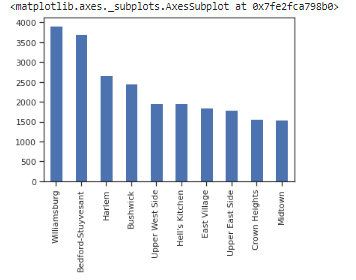 <matplotlib.axes._subplots.AxesSubplot at 0x7fe2fca798b0>
4000
3500
3000
2500
2000
1500
1000
500
0
Williamsburg
Bedford-Stuyvesant
Harlem
Bushwick
Upper West Side
Hell's Kitchen
East Village
Upper East Side
Crown Heights
Midtown